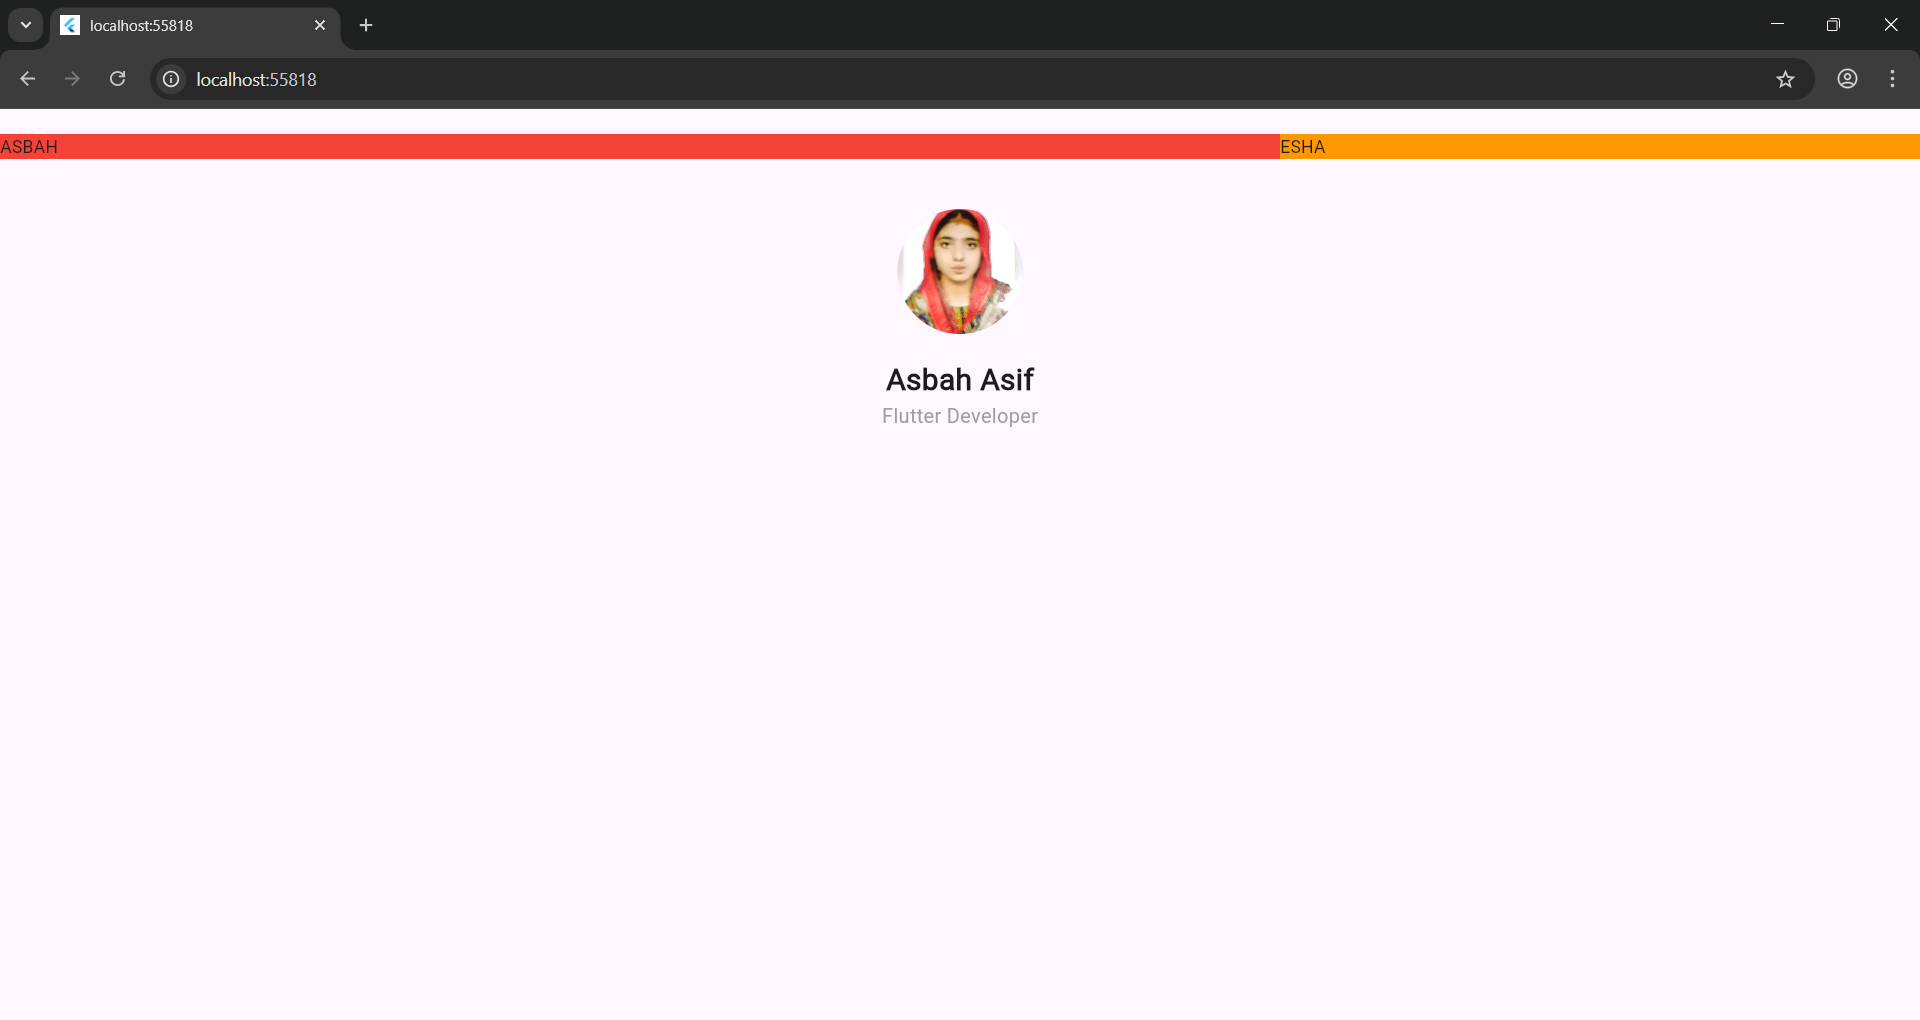 localhost:55818
localhost:55818
ASBAH ESHA
Asbah Asif
Flutter Developer